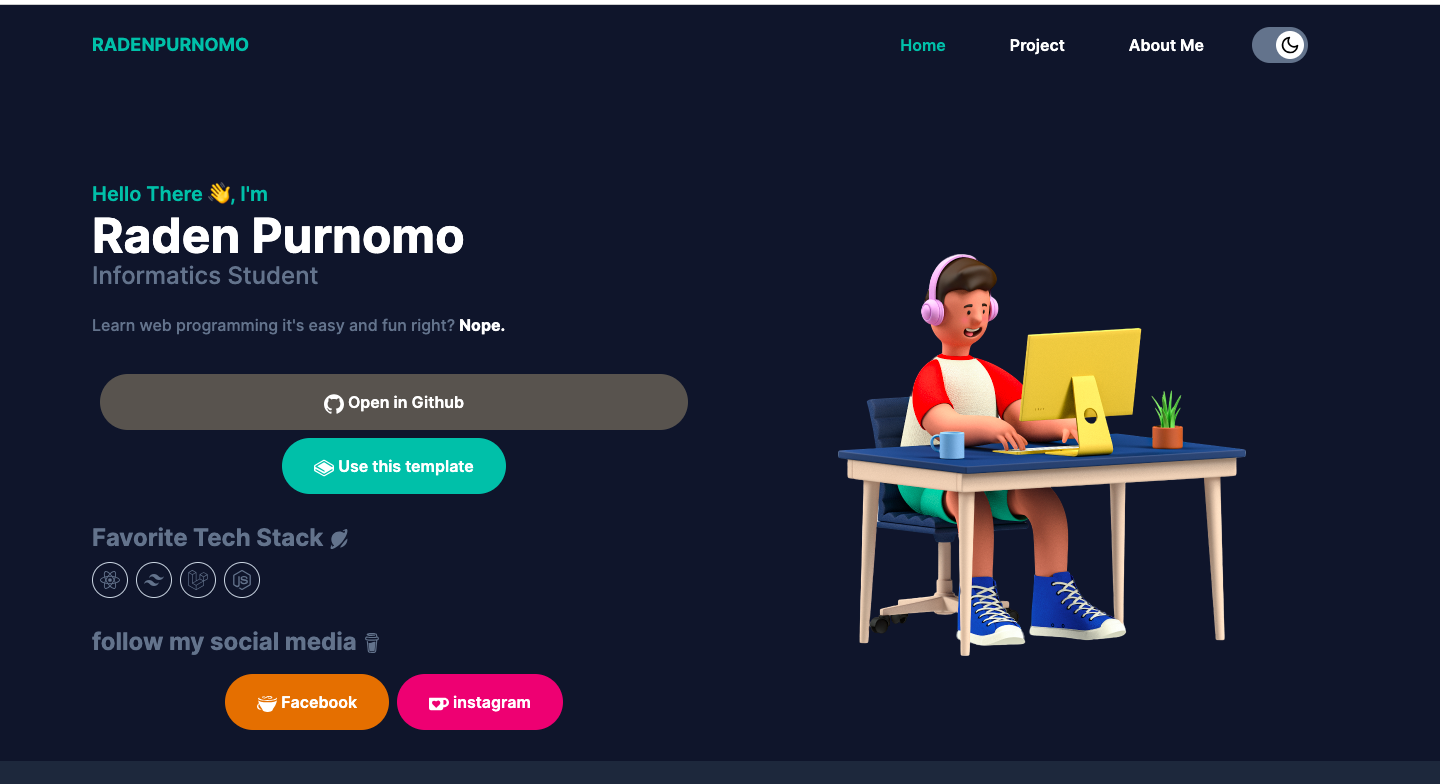 RADENPURNOMO
Home
Project
About Me
Hello There 👋, I'm
Raden Purnomo
Informatics Student
Learn web programming it's easy and fun right? Nope.
Open in Github
Use this template
Favorite Tech Stack
JS
follow my social media
Facebook
instagram